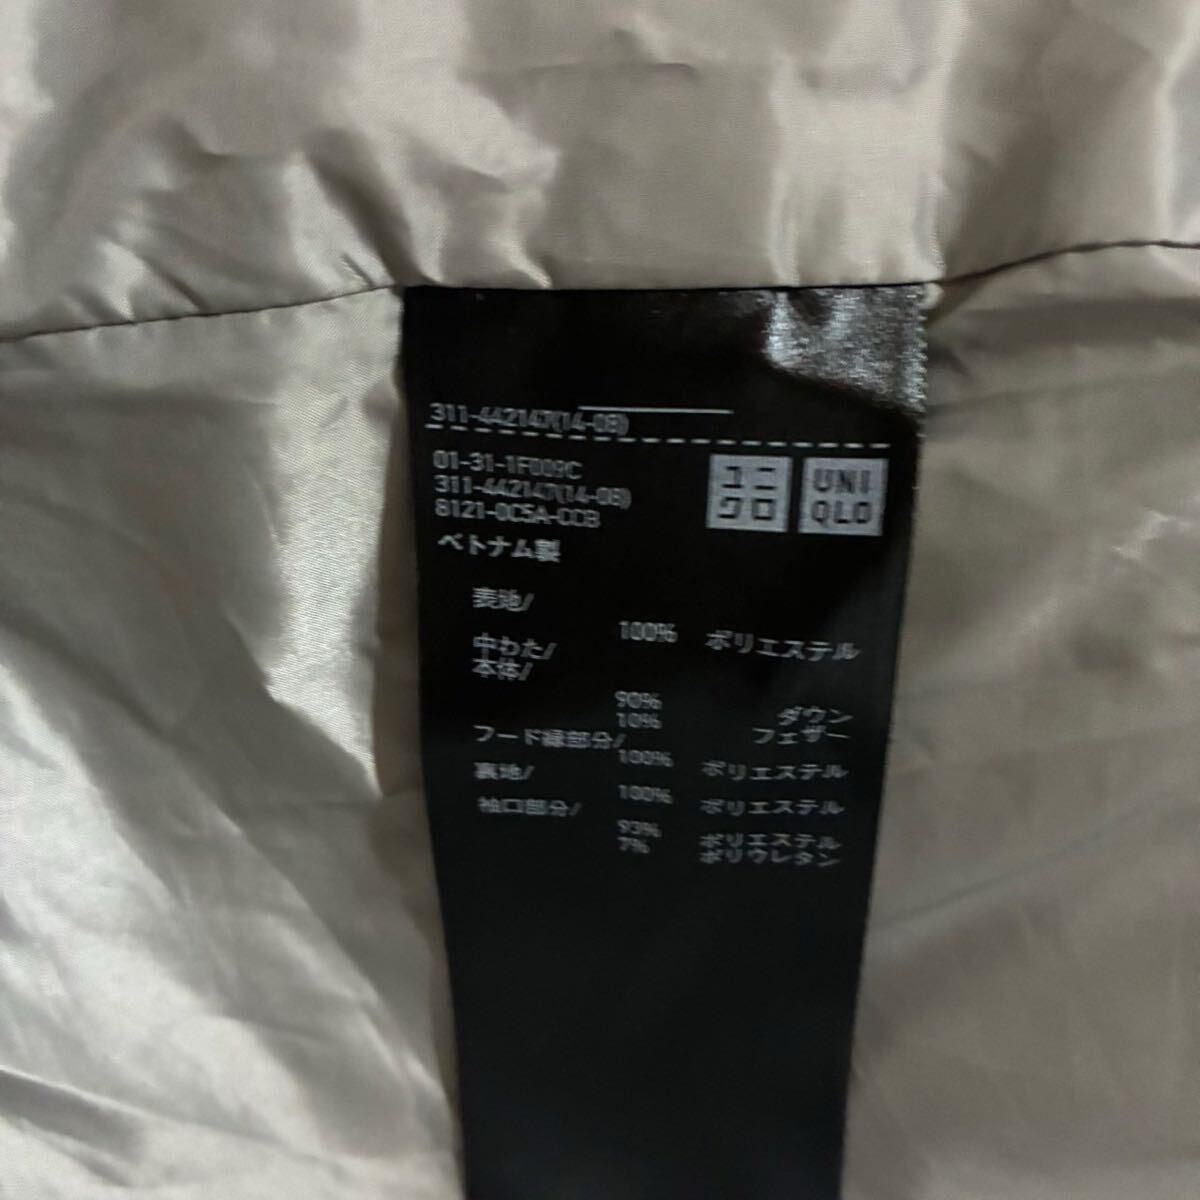 311-442147(14-08)
01-31-1F009C
311-442147(14-08)
8121-0C5A-CCB
ユニクロ
UNIQLO
ベトナム製
表地/
100% ポリエステル
中わた/
本体/
90% ダウン
10% フェザー
フード縁部分/
100% ポリエステル
裏地/
100% ポリエステル
袖口部分/
93% ポリエステル
7% ポリウレタン